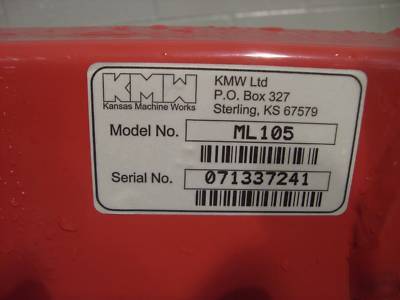 KMW
Kansas Machine Works
KMW Ltd
P.O. Box 327
Sterling, KS 67579
Model No. ML105
Serial No. 071337241